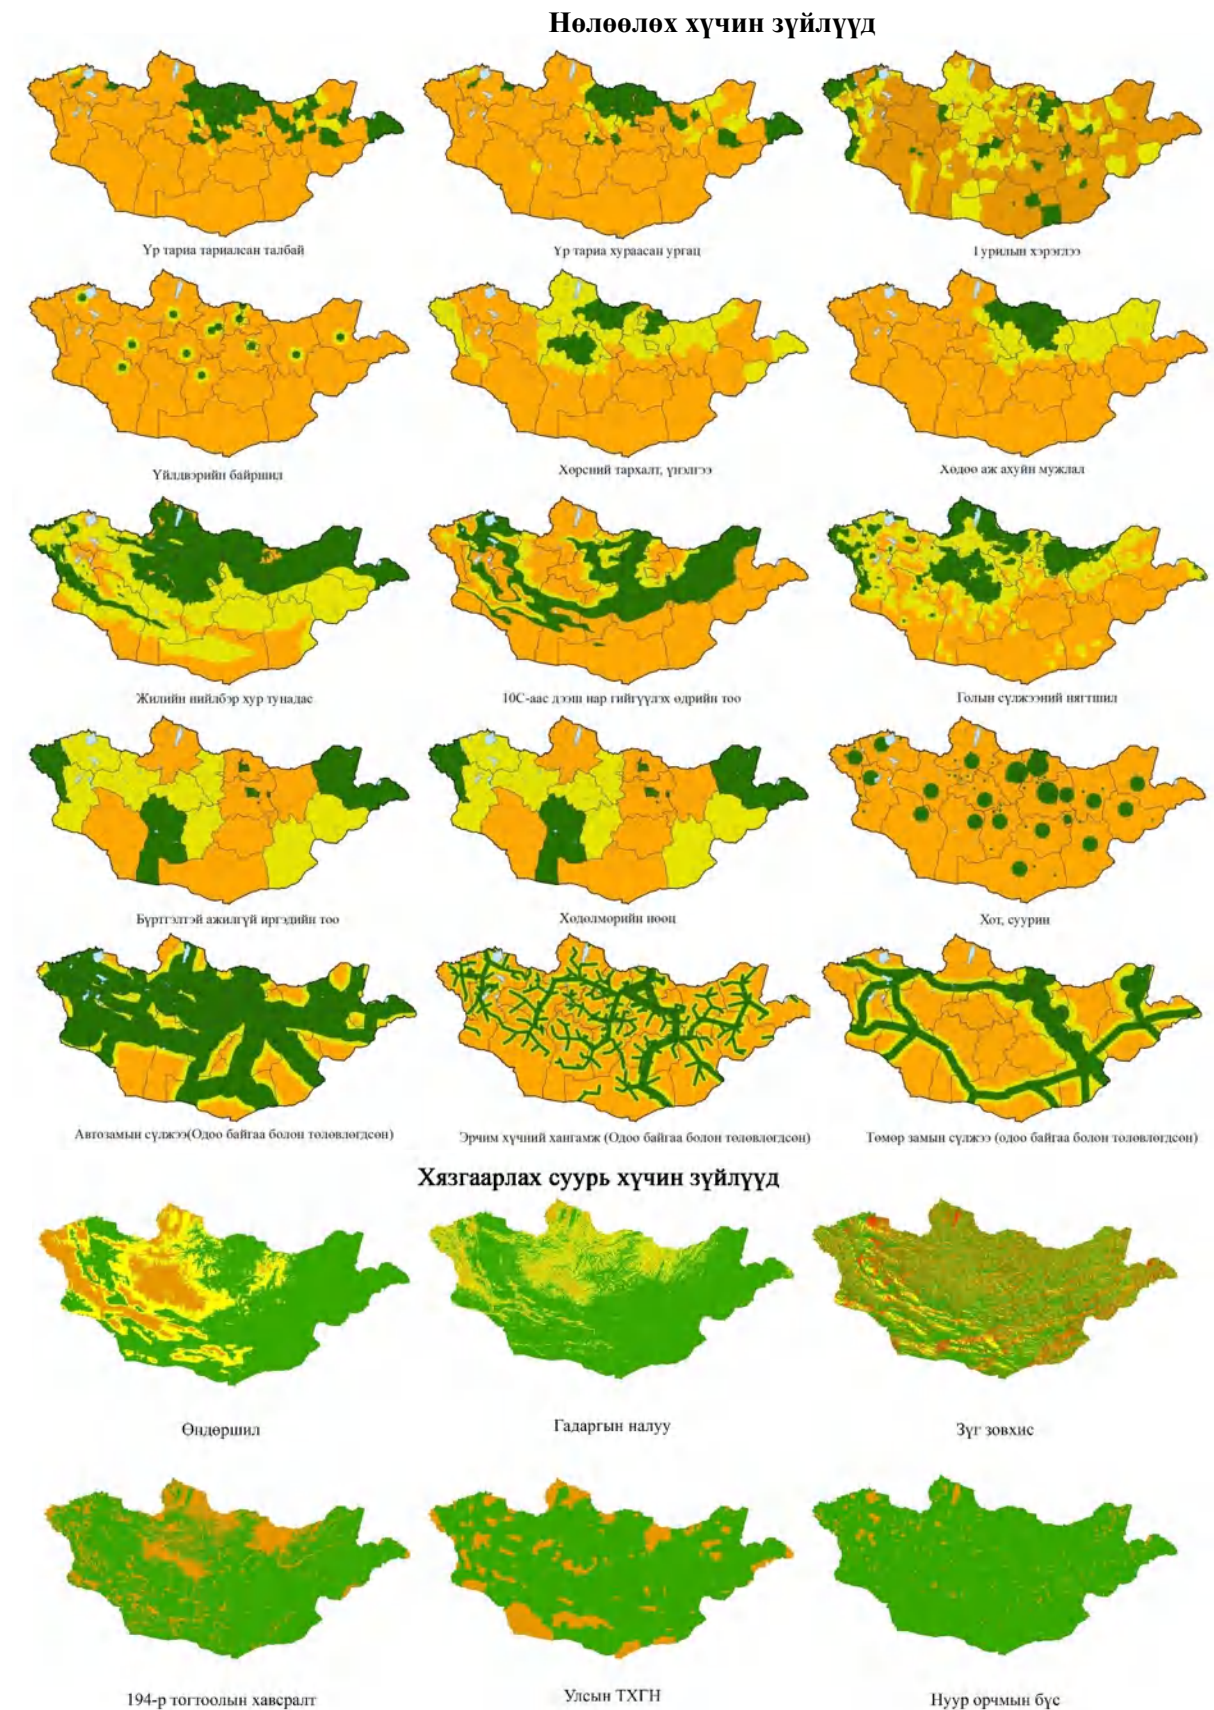 Нөлөөлөх хүчин зүйлүүд
Үр тариа тариалсан талбай
Үр тариа хураасан ургац
Гурилын хэрэглээ
Үйлдвэрийн байршил
Хөрсний тархалт, үнэлгээ
Хөдөө аж ахуйн мужлал
Жилийн нийлбэр хур тунадас
10С-аас дээш нар гийгүүлэх өдрийн тоо
Голын сүлжээний нягтшил
Бүртгэлтэй ажилгүй иргэдийн тоо
Хөдөлмөрийн нөөц
Хот, суурин
Автозамын сүлжээ(Одоо байгаа болон төлөвлөгдсөн)
Эрчим хүчний хангамж (Одоо байгаа болон төлөвлөгдсөн)
Төмөр замын сүлжээ (одоо байгаа болон төлөвлөгдсөн)
Хязгаарлах суурь хүчин зүйлүүд
Өндөршил
Гадаргын налуу
Зүг зовхис
194-р тогтоолын хавсралт
Улсын ТХГН
Нуур орчмын бүс